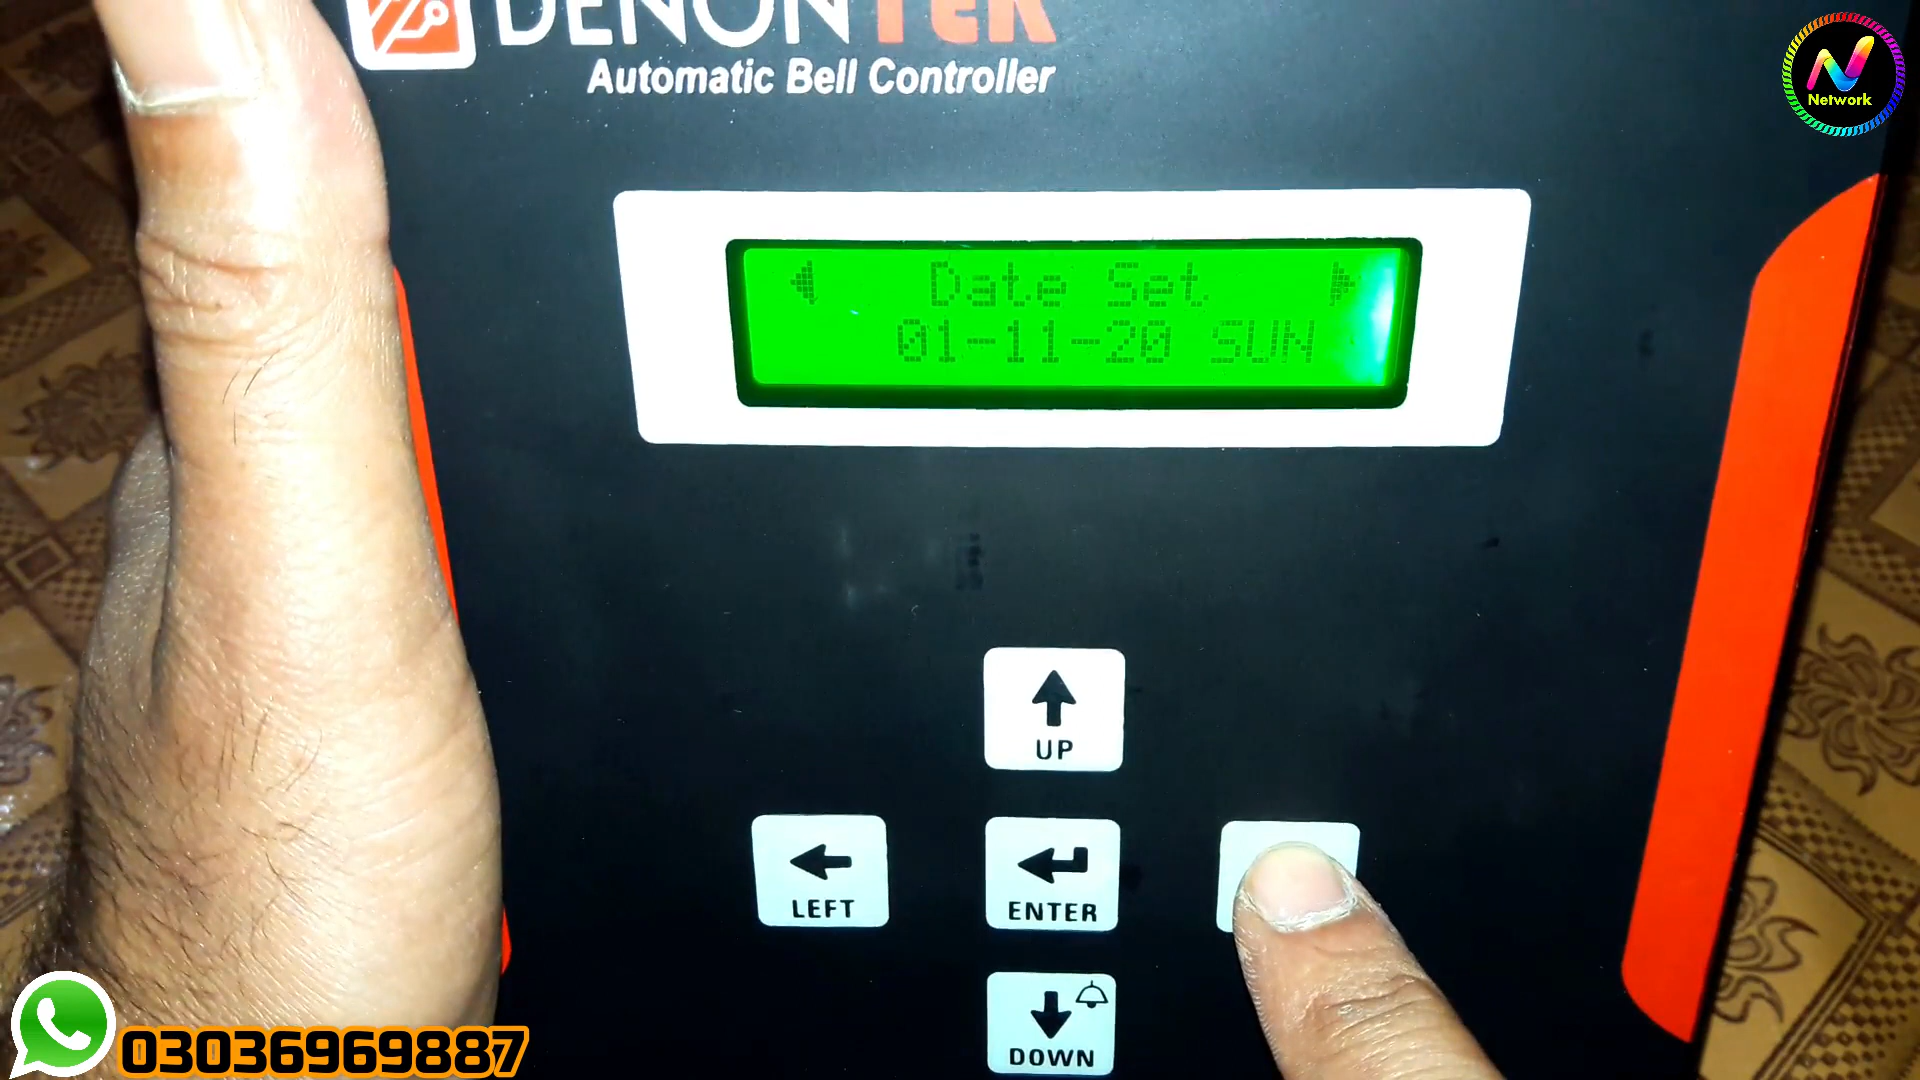 DENONTEK
Automatic Bell Controller
Network
Date Set
01-11-20 SUN
UP
LEFT
ENTER
DOWN
03036969887